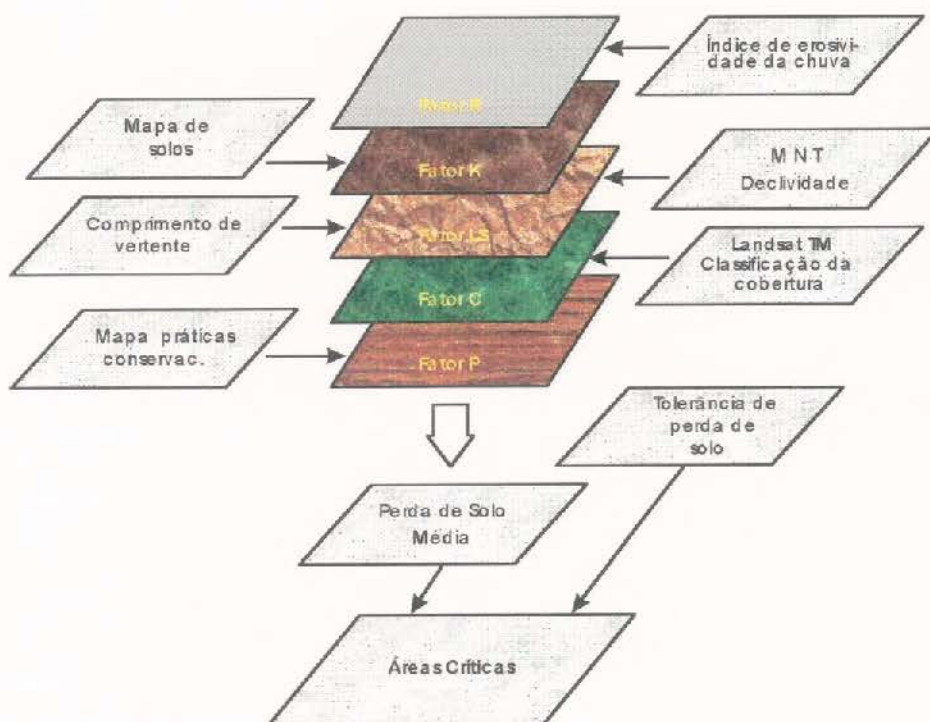 Índice de erosivi-
dade da chuva
Fator R
Mapa de
solos
Fator K
M N T
Declividade
Comprimento de
vertente
Fator LS
Landsat TM
Classificação da
cobertura
Fator C
Mapa práticas
conservac.
Fator P
Tolerância de
perda de
solo
Perda de Solo
Média
Áreas Críticas